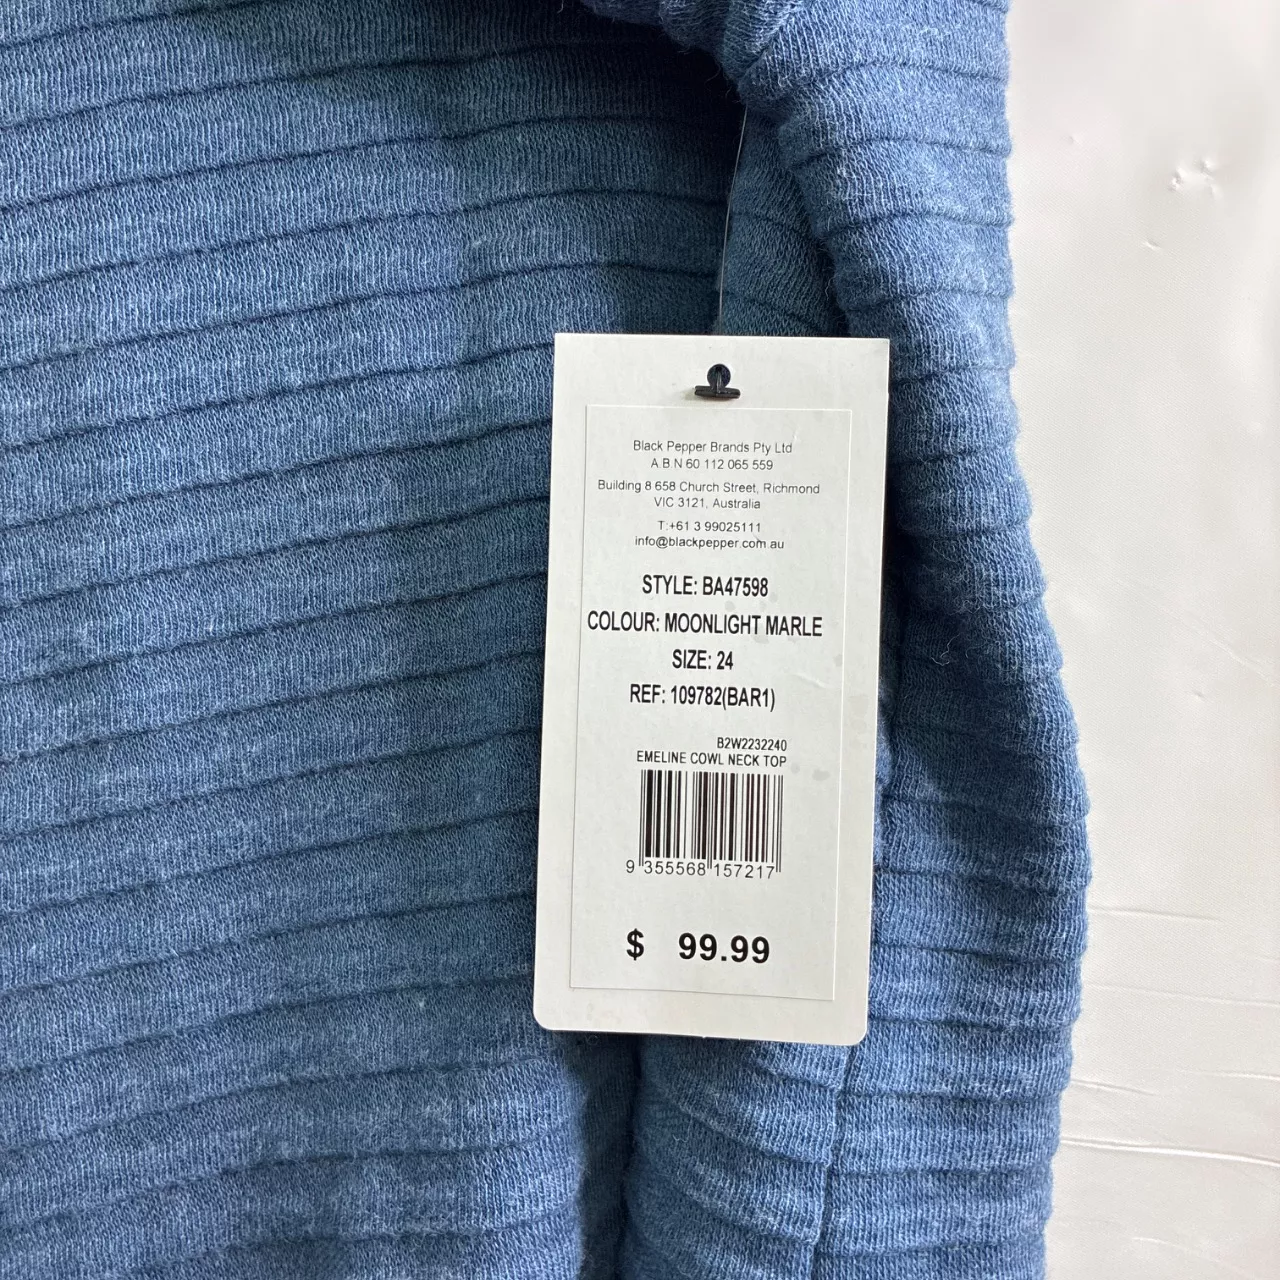 Black Pepper Brands Pty Ltd
A.B.N 60 112 065 559
Building 8 658 Church Street, Richmond
VIC 3121, Australia
T:+61 3 99025111
info@blackpepper.com.au
STYLE: BA47598
COLOUR: MOONLIGHT MARLE
SIZE: 24
REF: 109782(BAR1)
B2W2232240
EMELINE COWL NECK TOP
9 355568 157217
$ 99.99